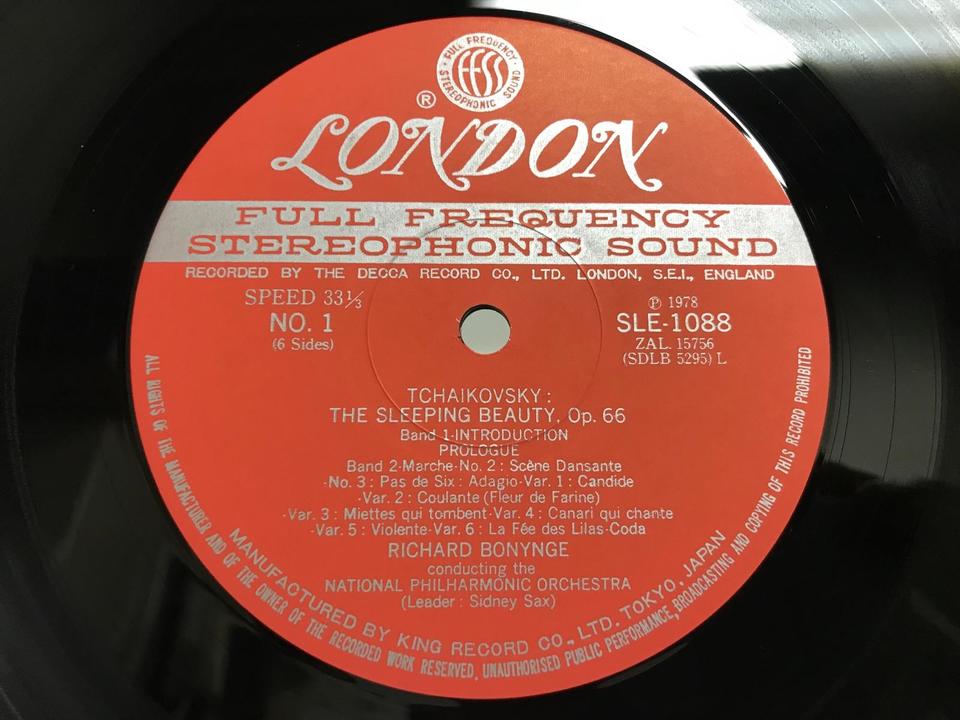 FULL FREQUENCY
FFSS
STEREOPHONIC SOUND
®
LONDON
FULL FREQUENCY
STEREOPHONIC SOUND
RECORDED BY THE DECCA RECORD CO., LTD. LONDON, S.E.I., ENGLAND
SPEED 33⅓
NO. 1
(6 Sides)
℗ 1978
SLE-1088
ZAL. 15756
(SDLB 5295) L
TCHAIKOVSKY:
THE SLEEPING BEAUTY, Op. 66
Band 1-INTRODUCTION
PROLOGUE
Band 2-Marche-No. 2 : Scène Dansante
-No. 3 : Pas de Six : Adagio-Var. 1 : Candide
-Var. 2 : Coulante (Fleur de Farine)
-Var. 3 : Miettes qui tombent-Var. 4 : Canari qui chante
-Var. 5 : Violente-Var. 6 : La Fée des Lilas-Coda
RICHARD BONYNGE
conducting the
NATIONAL PHILHARMONIC ORCHESTRA
(Leader : Sidney Sax)
MANUFACTURED BY KING RECORD CO., LTD. TOKYO, JAPAN
ALL RIGHTS OF THE MANUFACTURER AND OF THE OWNER OF THE RECORDED WORK RESERVED, UNAUTHORISED PUBLIC PERFORMANCE, BROADCASTING AND COPYING OF THIS RECORD PROHIBITED